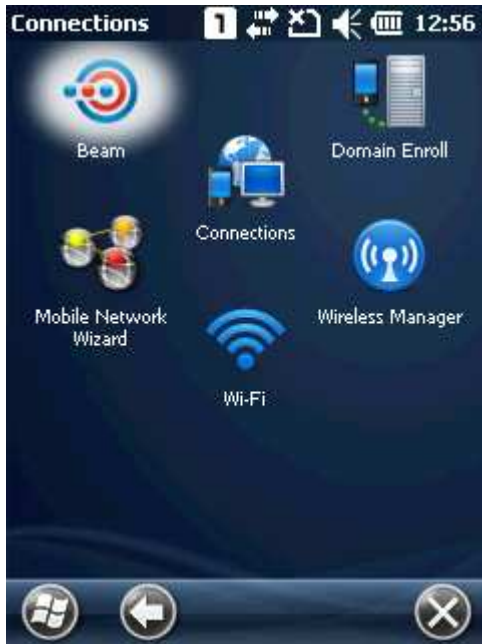 Connections 1 12:56
Beam
Domain Enroll
Connections
Mobile Network
Wizard
Wireless Manager
Wi-Fi